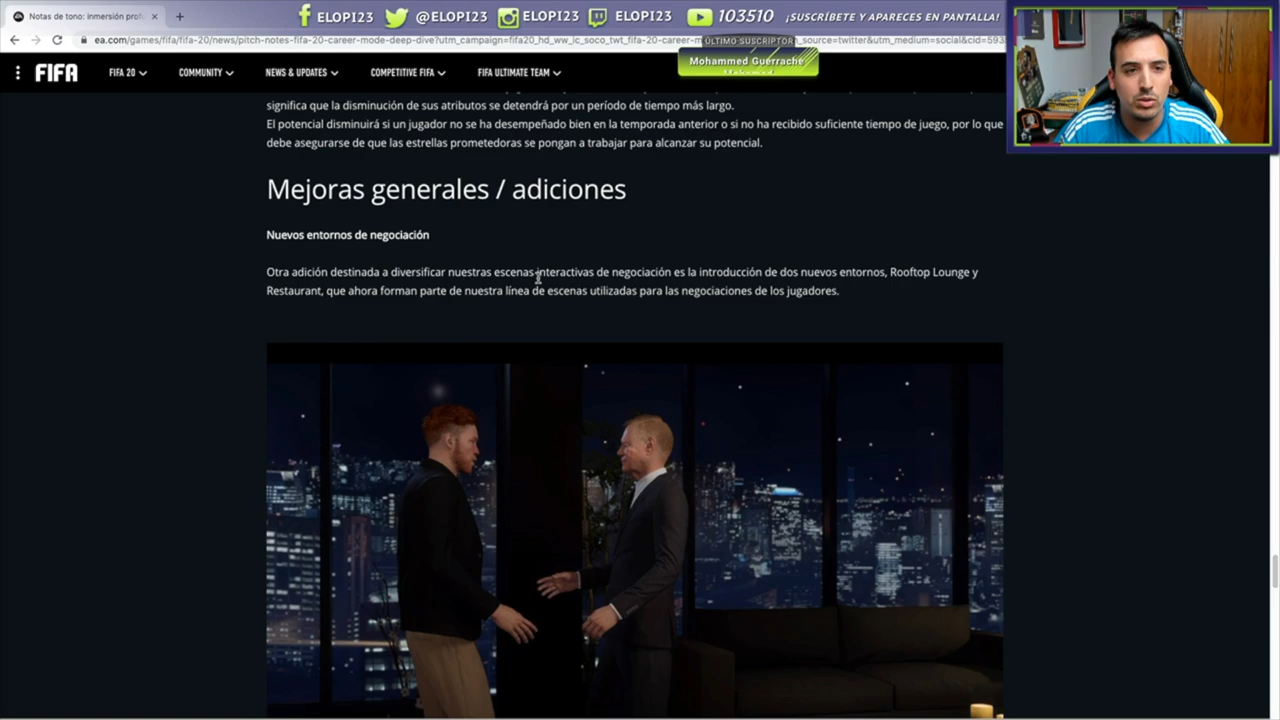 Notas de tono: inmersión prof
ELOPI23
@ELOPI23
ELOPI23
ELOPI23
103510
¡SUSCRÍBETE Y APARECES EN PANTALLA!
ea.com/games/fifa/fifa-20/news/pitch-notes-fifa-20-career-mode-deep-dive?utm_campaign=fifa20_hd_ww_ic_soco_twt_fifa-20-career-m
_source=twitter&utm_medium=social&cid=593
ÚLTIMO SUSCRIPTOR
Mohammed Guerrache
FIFA
FIFA 20
COMMUNITY
NEWS & UPDATES
COMPETITIVE FIFA
FIFA ULTIMATE TEAM
significa que la disminución de sus atributos se detendrá por un período de tiempo más largo.
El potencial disminuirá si un jugador no se ha desempeñado bien en la temporada anterior o si no ha recibido suficiente tiempo de juego, por lo que
debe asegurarse de que las estrellas prometedoras se pongan a trabajar para alcanzar su potencial.
Mejoras generales / adiciones
Nuevos entornos de negociación
Otra adición destinada a diversificar nuestras escenas interactivas de negociación es la introducción de dos nuevos entornos, Rooftop Lounge y
Restaurant, que ahora forman parte de nuestra línea de escenas utilizadas para las negociaciones de los jugadores.